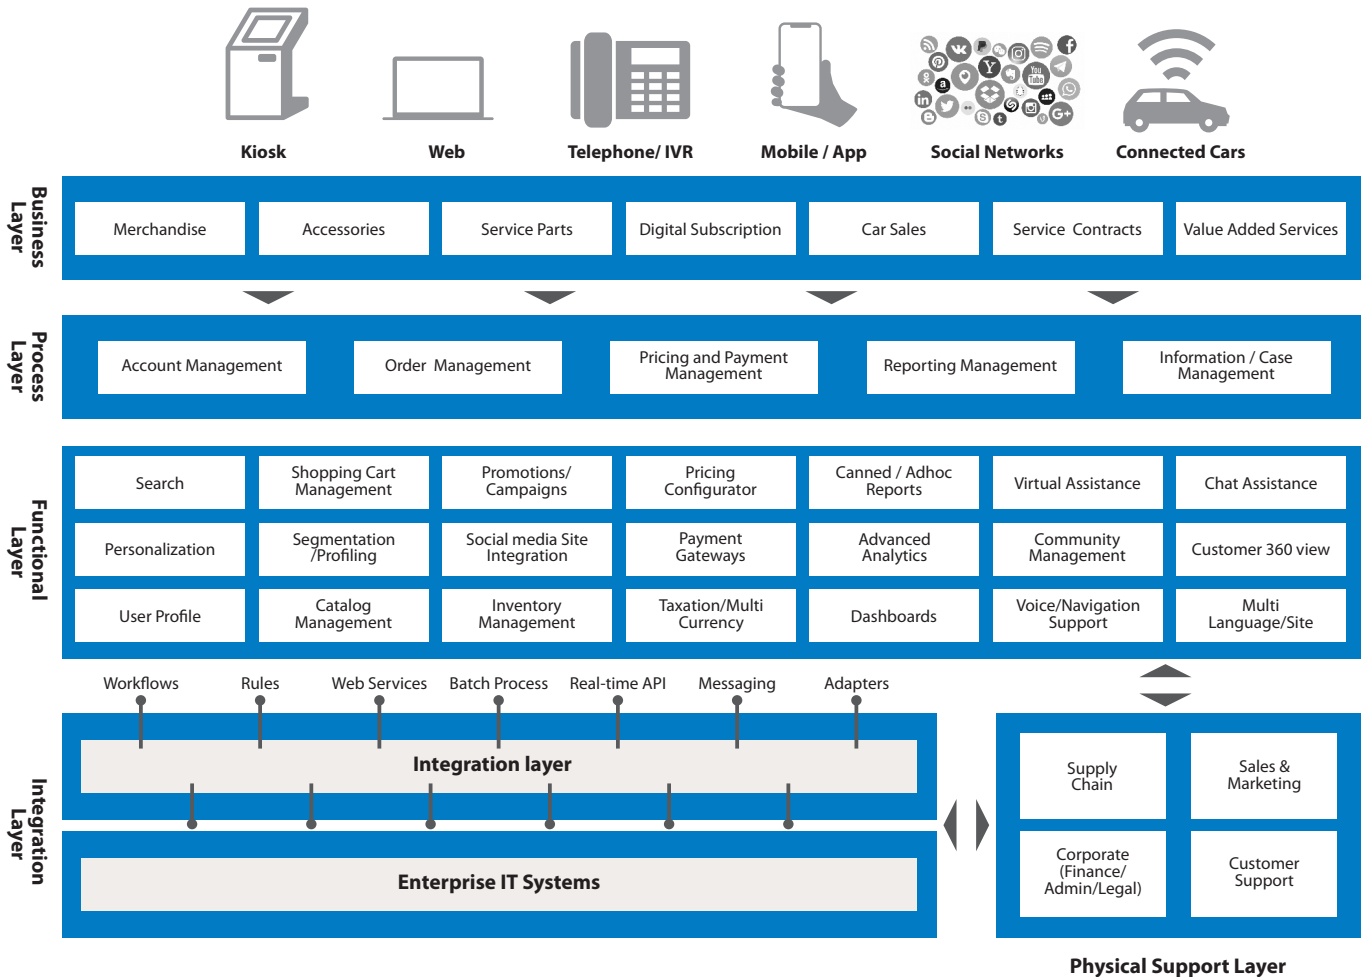 You
Tube
Kiosk
Web
Telephone/ IVR
Mobile / App
Social Networks
Connected Cars
Business
Layer
Merchandise
Accessories
Service Parts
Digital Subscription
Car Sales
Service Contracts
Value Added Services
Process
Layer
Account Management
Order Management
Pricing and Payment
Management
Reporting Management
Information / Case
Management
Functional
Layer
Search
Shopping Cart
Management
Promotions/
Campaigns
Pricing
Configurator
Canned / Adhoc
Reports
Virtual Assistance
Chat Assistance
Personalization
Segmentation
/Profiling
Social media Site
Integration
Payment
Gateways
Advanced
Analytics
Community
Management
Customer 360 view
User Profile
Catalog
Management
Inventory
Management
Taxation/Multi
Currency
Dashboards
Voice/Navigation
Support
Multi
Language/Site
Workflows
Rules
Web Services
Batch Process
Real-time API
Messaging
Adapters
Integration
Layer
Integration layer
Enterprise IT Systems
Supply
Chain
Sales &
Marketing
Corporate
(Finance/
Admin/Legal)
Customer
Support
Physical Support Layer